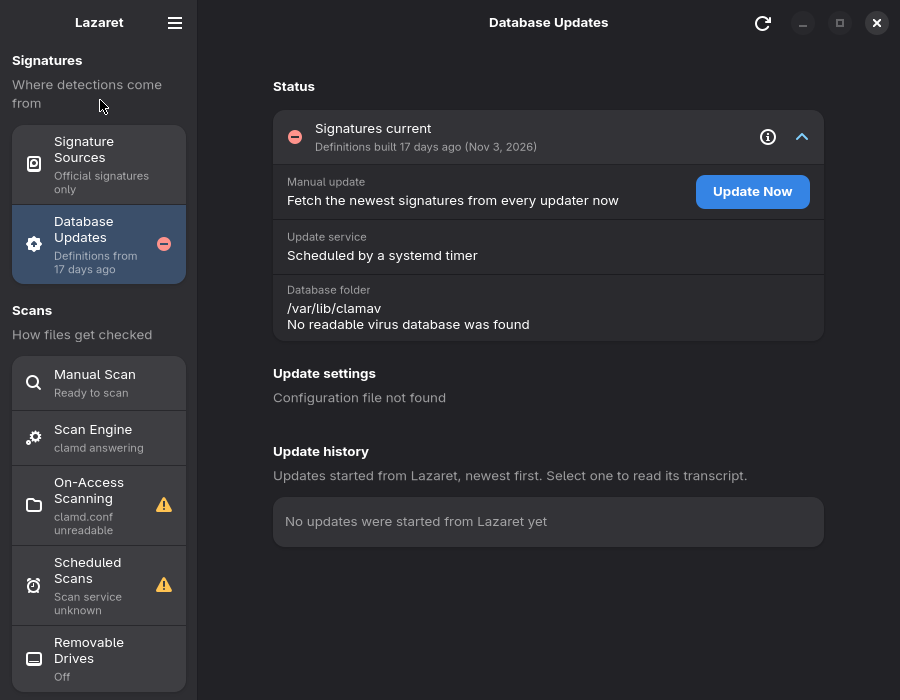 Lazaret
Signatures
Where detections come
from
Signature
Sources
Official signatures
only
Database
Updates
Definitions from
17 days ago
Scans
How files get checked
Manual Scan
Ready to scan
Scan Engine
clamd answering
On-Access
Scanning
clamd.conf
unreadable
Scheduled
Scans
Scan service
unknown
Removable
Drives
Off
Database Updates
Status
Signatures current
Definitions built 17 days ago (Nov 3, 2026)
Manual update
Fetch the newest signatures from every updater now
Update Now
Update service
Scheduled by a systemd timer
Database folder
/var/lib/clamav
No readable virus database was found
Update settings
Configuration file not found
Update history
Updates started from Lazaret, newest first. Select one to read its transcript.
No updates were started from Lazaret yet